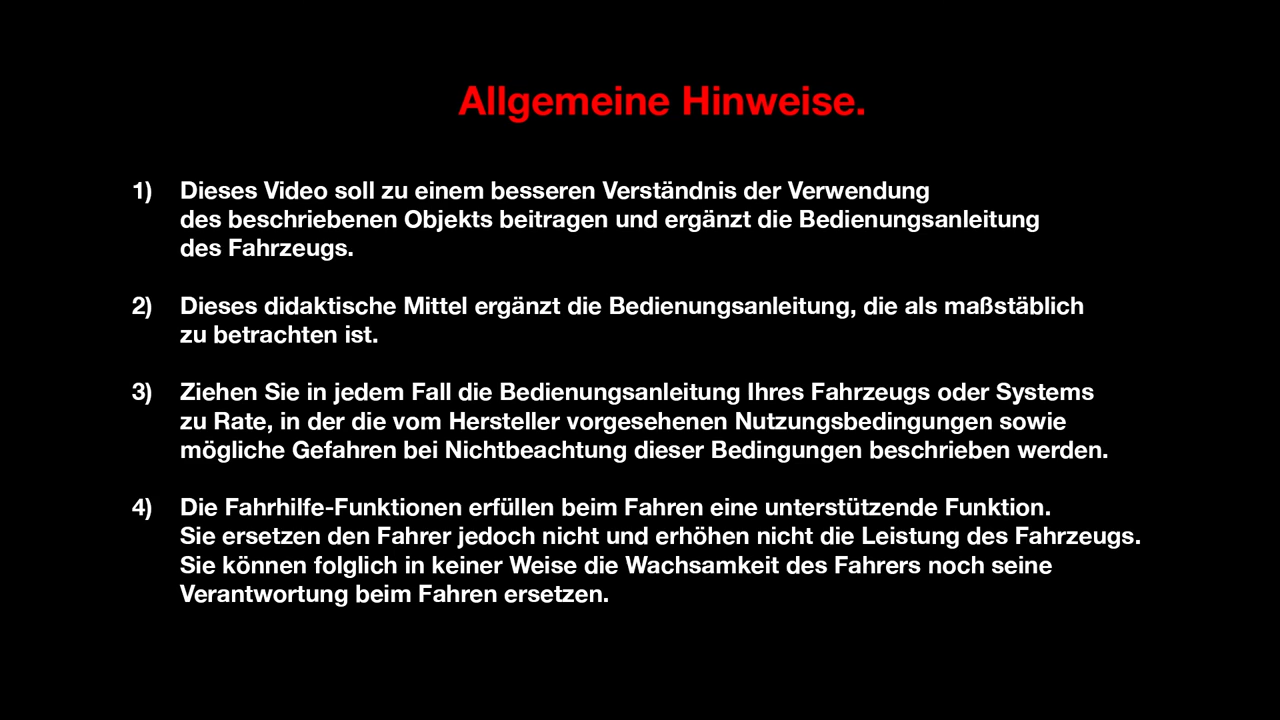 Allgemeine Hinweise.
1) Dieses Video soll zu einem besseren Verständnis der Verwendung
des beschriebenen Objekts beitragen und ergänzt die Bedienungsanleitung
des Fahrzeugs.
2) Dieses didaktische Mittel ergänzt die Bedienungsanleitung, die als maßstäblich
zu betrachten ist.
3) Ziehen Sie in jedem Fall die Bedienungsanleitung Ihres Fahrzeugs oder Systems
zu Rate, in der die vom Hersteller vorgesehenen Nutzungsbedingungen sowie
mögliche Gefahren bei Nichtbeachtung dieser Bedingungen beschrieben werden.
4) Die Fahrhilfe-Funktionen erfüllen beim Fahren eine unterstützende Funktion.
Sie ersetzen den Fahrer jedoch nicht und erhöhen nicht die Leistung des Fahrzeugs.
Sie können folglich in keiner Weise die Wachsamkeit des Fahrers noch seine
Verantwortung beim Fahren ersetzen.